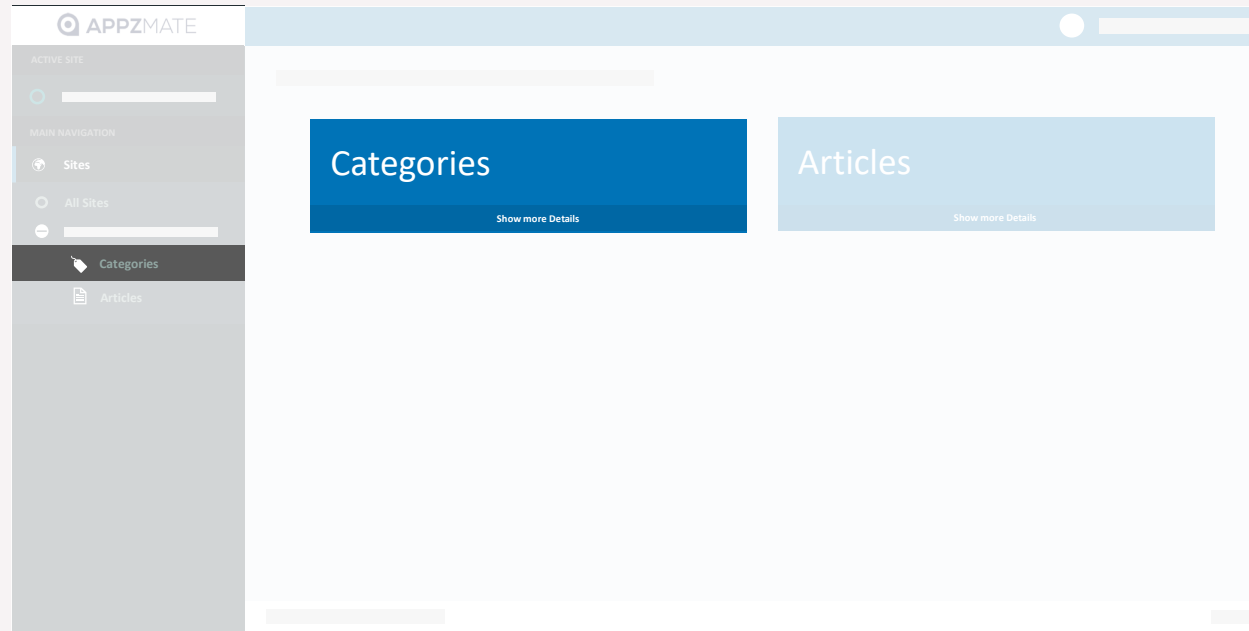 APPZMATE
ACTIVE SITE
MAIN NAVIGATION
Sites
All Sites
Categories
Articles
Categories
Show more Details
Articles
Show more Details